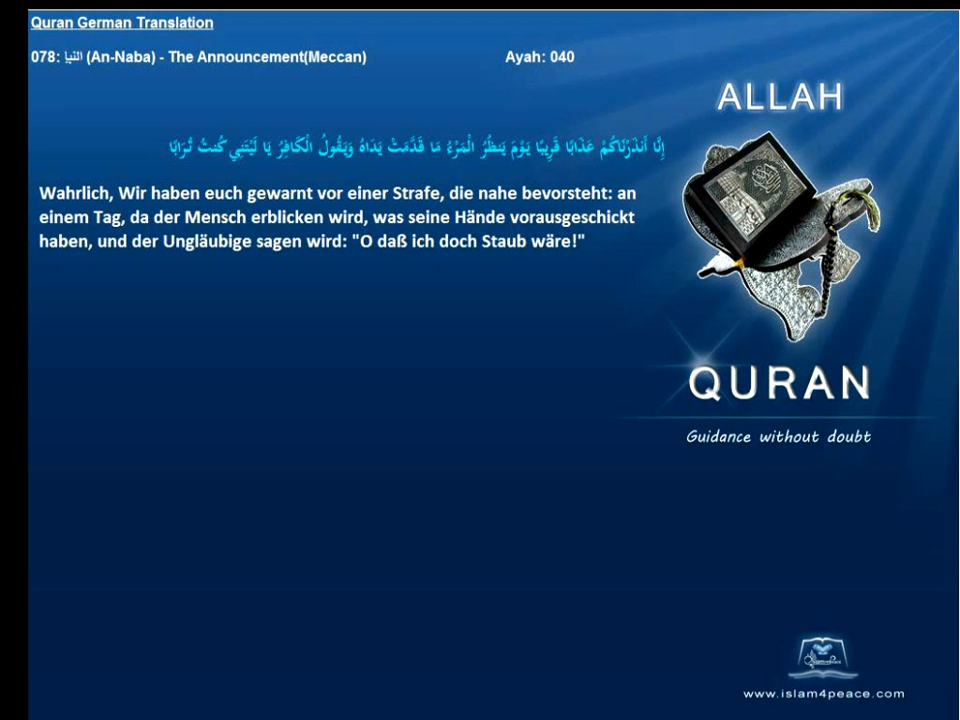 Quran German Translation
078: النبأ (An-Naba) - The Announcement(Meccan) Ayah: 040
ALLAH
إِنَّا أَنذَرْنَاكُمْ عَذَابًا قَرِيبًا يَوْمَ يَنظُرُ الْمَرْءُ مَا قَدَّمَتْ يَدَاهُ وَيَقُولُ الْكَافِرُ يَا لَيْتَنِي كُنتُ تُرَابًا
Wahrlich, Wir haben euch gewarnt vor einer Strafe, die nahe bevorsteht: an
einem Tag, da der Mensch erblicken wird, was seine Hände vorausgeschickt
haben, und der Ungläubige sagen wird: "O daß ich doch Staub wäre!"
QURAN
Guidance without doubt
www.islam4peace.com